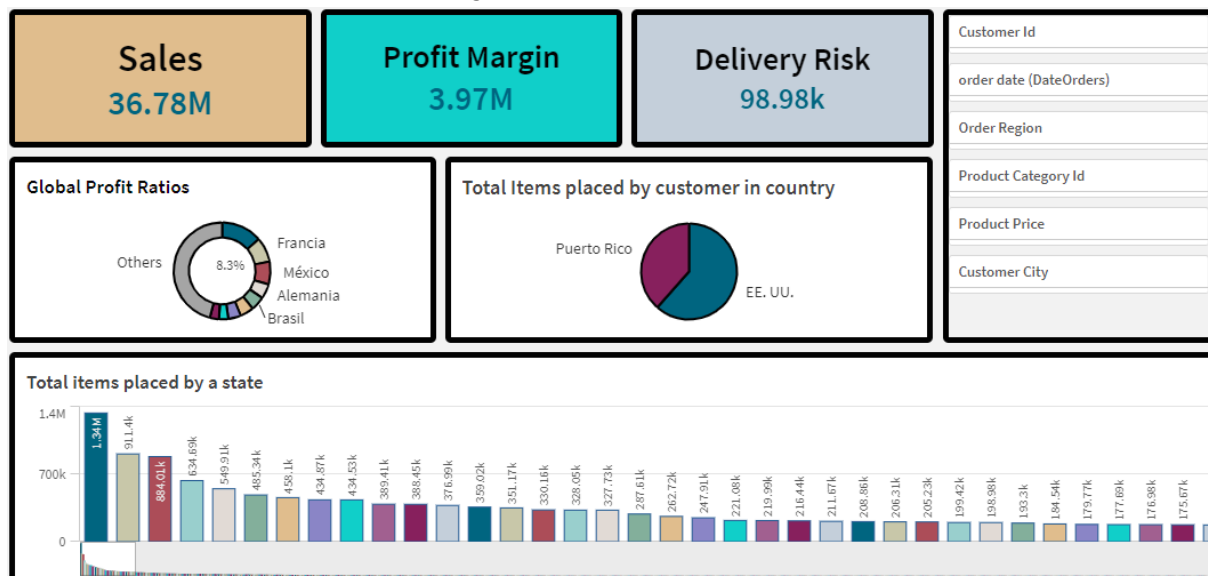 Sales
36.78M
Profit Margin
3.97M
Delivery Risk
98.98k
Customer Id
order date (DateOrders)
Order Region
Product Category Id
Product Price
Customer City
Global Profit Ratios
Others
8.3%
Francia
México
Alemania
Brasil
Total Items placed by customer in country
Puerto Rico
EE. UU.
Total items placed by a state
1.4M
700k
0
1.34M
911.4k
884.01k
634.69k
549.91k
485.34k
458.1k
434.87k
434.53k
389.41k
388.45k
376.99k
359.02k
351.17k
330.16k
328.05k
327.73k
287.61k
262.72k
247.91k
221.08k
219.99k
216.44k
211.67k
208.86k
206.31k
205.23k
199.42k
198.98k
193.3k
184.54k
179.77k
177.69k
176.98k
175.67k